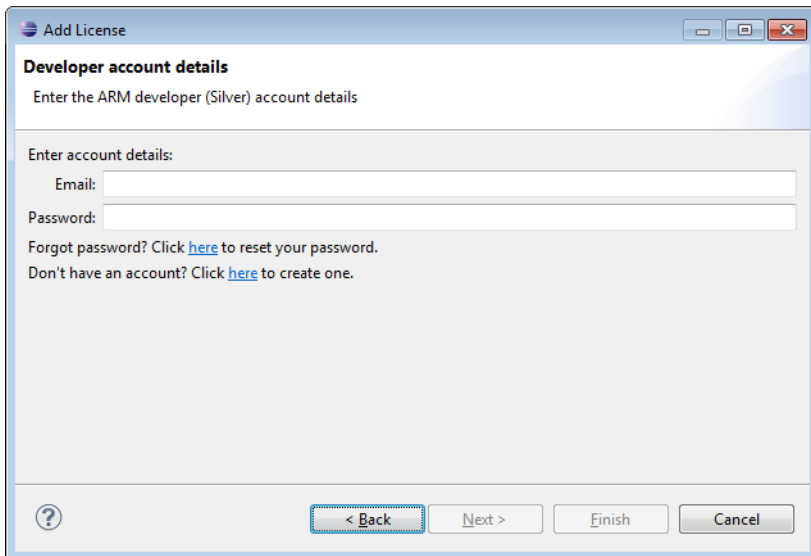 Add License
Developer account details
Enter the ARM developer (Silver) account details
Enter account details:
Email:
Password:
Forgot password? Click here to reset your password.
Don't have an account? Click here to create one.
? < Back Next > Finish Cancel